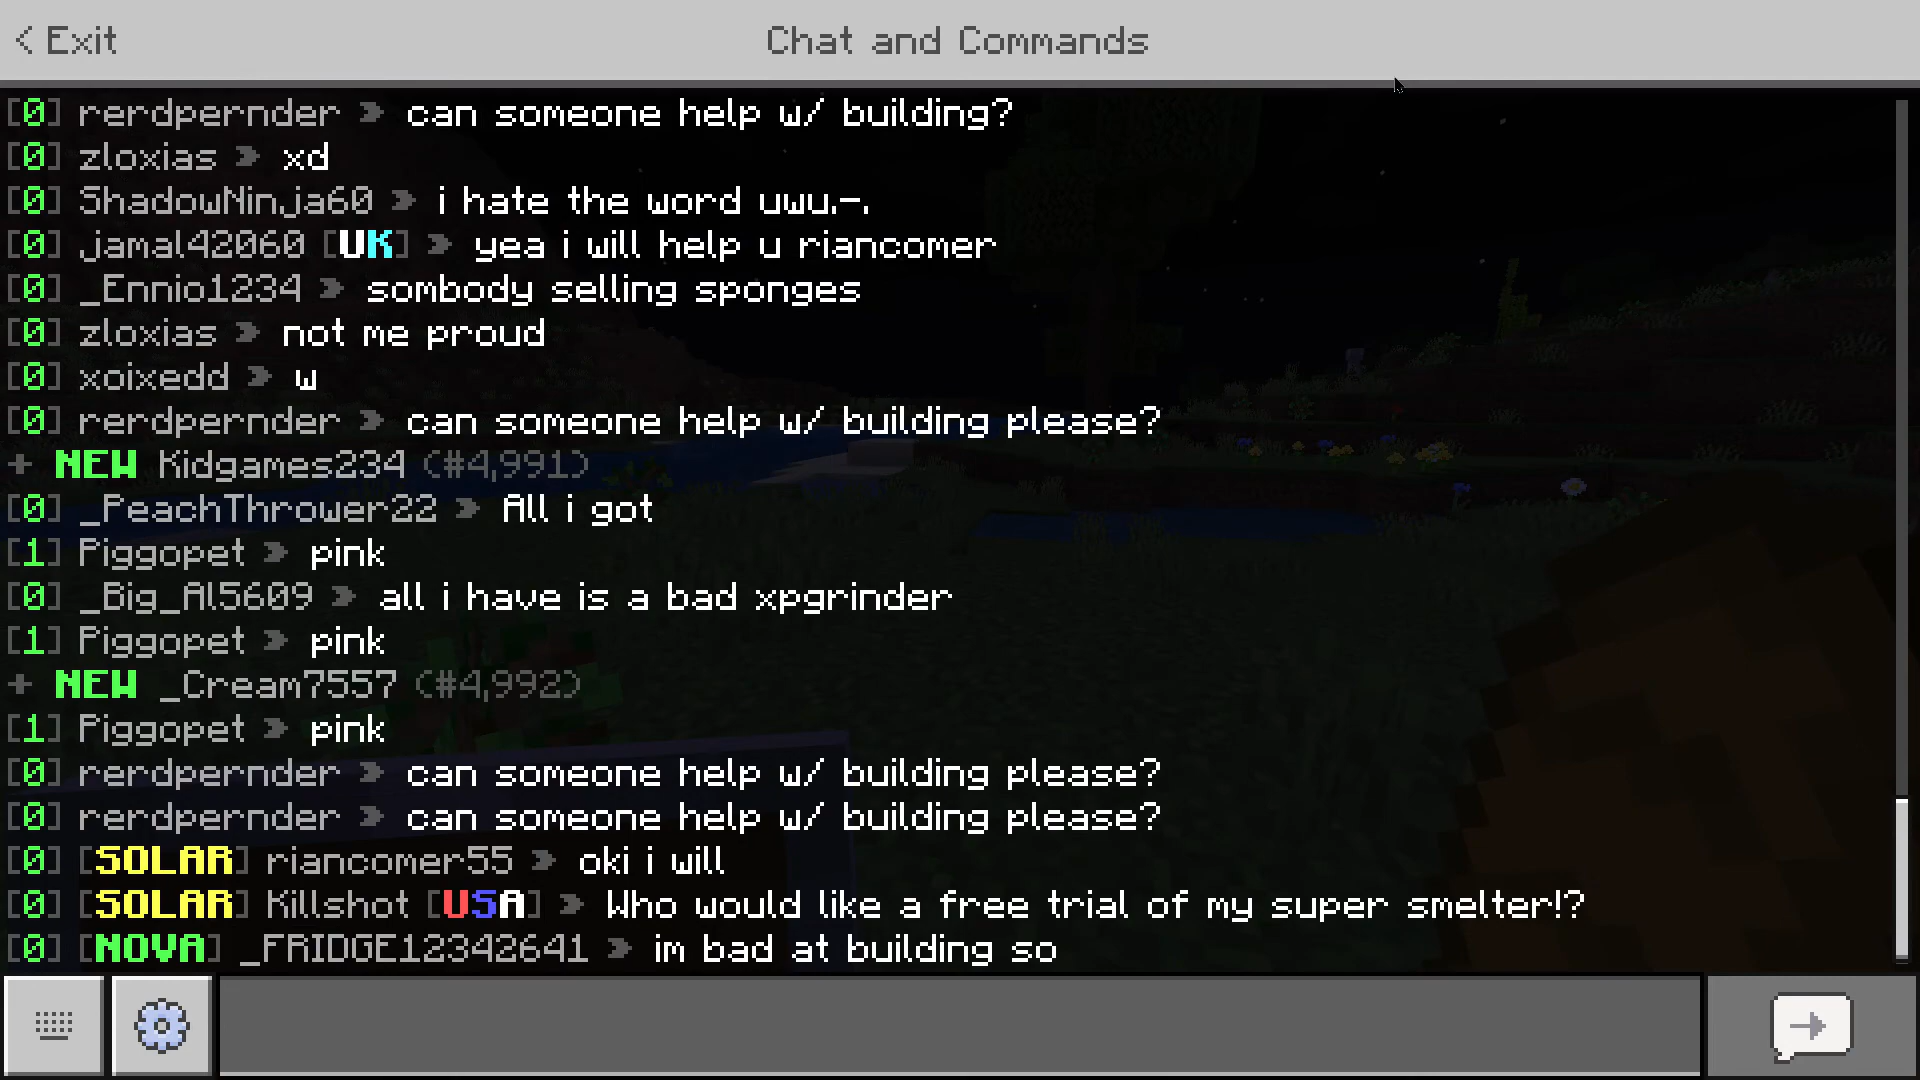 < Exit
Chat and Commands
[0] rerdpernder > can someone help w/ building?
[0] zloxias > xd
[0] ShadowNinja60 > i hate the word uwu.-.
[0] jamal42060 [UK] > yea i will help u riancomer
[0] _Ennio1234 > sombody selling sponges
[0] zloxias > not me proud
[0] xoixedd > w
[0] rerdpernder > can someone help w/ building please?
+ NEW Kidgames234 (#4,991)
[0] _PeachThrower22 > All i got
[1] Piggopet > pink
[0] _Big_Al5609 > all i have is a bad xpgrinder
[1] Piggopet > pink
+ NEW _Cream7557 (#4,992)
[1] Piggopet > pink
[0] rerdpernder > can someone help w/ building please?
[0] rerdpernder > can someone help w/ building please?
[0] [SOLAR] riancomer55 > oki i will
[0] [SOLAR] Killshot [USA] > Who would like a free trial of my super smelter!?
[0] [NOVA] _FRIDGE12342641 > im bad at building so